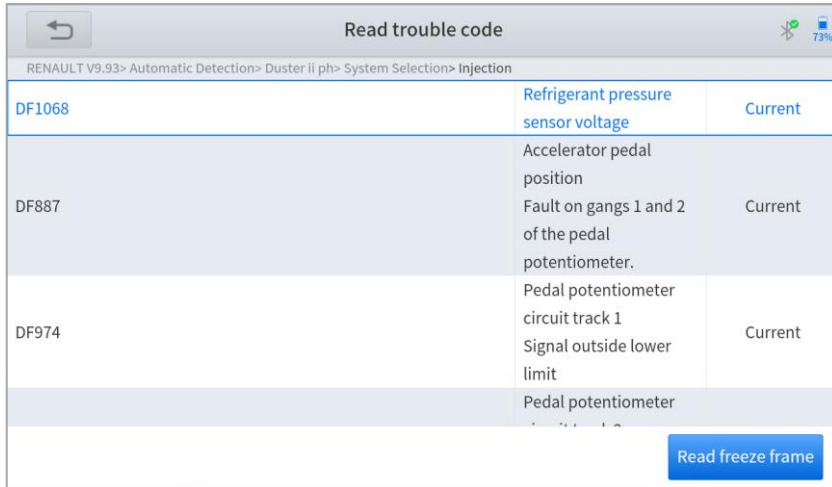 Read trouble code
73%
RENAULT V9.93> Automatic Detection> Duster ii ph> System Selection> Injection
DF1068
Refrigerant pressure
sensor voltage
Current
DF887
Accelerator pedal
position
Fault on gangs 1 and 2
of the pedal
potentiometer.
Current
DF974
Pedal potentiometer
circuit track 1
Signal outside lower
limit
Current
Pedal potentiometer
Read freeze frame